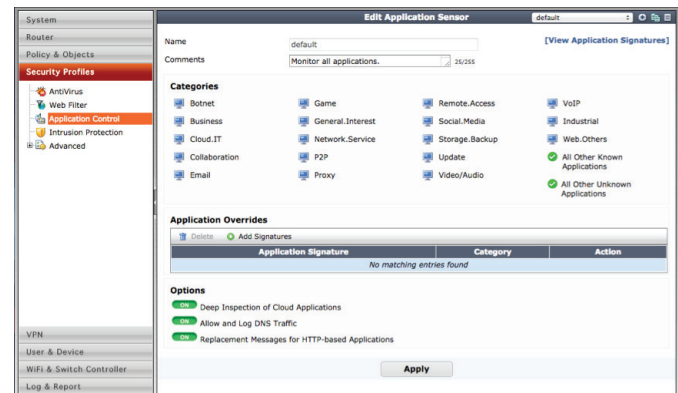 System
Router
Policy & Objects
Security Profiles
AntiVirus
Web Filter
Application Control
Intrusion Protection
Advanced
VPN
User & Device
WiFi & Switch Controller
Log & Report
Edit Application Sensor
default
Name
default
[View Application Signatures]
Comments
Monitor all applications.
25/255
Categories
Botnet Game Remote.Access VoIP
Business General.Interest Social.Media Industrial
Cloud.IT Network.Service Storage.Backup Web.Others
Collaboration P2P Update All Other Known
Applications
Email Proxy Video/Audio All Other Unknown
Applications
Application Overrides
Delete Add Signatures
Application Signature Category Action
No matching entries found
Options
ON Deep Inspection of Cloud Applications
ON Allow and Log DNS Traffic
ON Replacement Messages for HTTP-based Applications
Apply